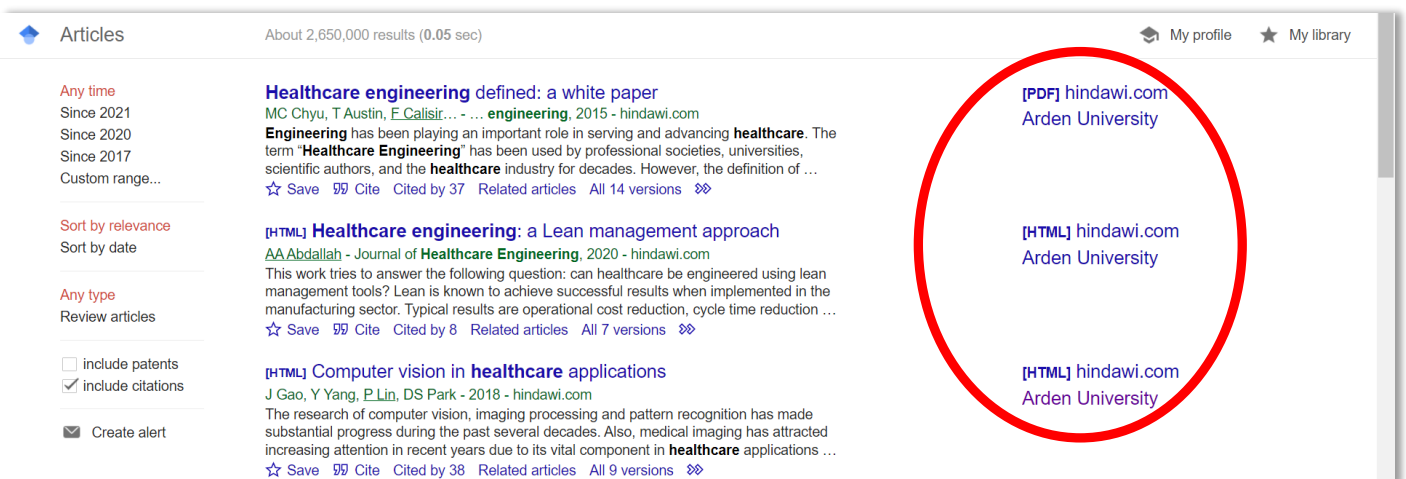 Articles
About 2,650,000 results (0.05 sec)
My profile
My library
Any time
Since 2021
Since 2020
Since 2017
Custom range...
Sort by relevance
Sort by date
Any type
Review articles
include patents
include citations
Create alert
Healthcare engineering defined: a white paper
MC Chyu, T Austin, F Calisir… - … engineering, 2015 - hindawi.com
Engineering has been playing an important role in serving and advancing healthcare. The
term “Healthcare Engineering” has been used by professional societies, universities,
scientific authors, and the healthcare industry for decades. However, the definition of …
Save Cite Cited by 37 Related articles All 14 versions
[PDF] hindawi.com
Arden University
[HTML] Healthcare engineering: a Lean management approach
AA Abdallah - Journal of Healthcare Engineering, 2020 - hindawi.com
This work tries to answer the following question: can healthcare be engineered using lean
management tools? Lean is known to achieve successful results when implemented in the
manufacturing sector. Typical results are operational cost reduction, cycle time reduction …
Save Cite Cited by 8 Related articles All 7 versions
[HTML] hindawi.com
Arden University
[HTML] Computer vision in healthcare applications
J Gao, Y Yang, P Lin, DS Park - 2018 - hindawi.com
The research of computer vision, imaging processing and pattern recognition has made
substantial progress during the past several decades. Also, medical imaging has attracted
increasing attention in recent years due to its vital component in healthcare applications …
Save Cite Cited by 38 Related articles All 9 versions
[HTML] hindawi.com
Arden University